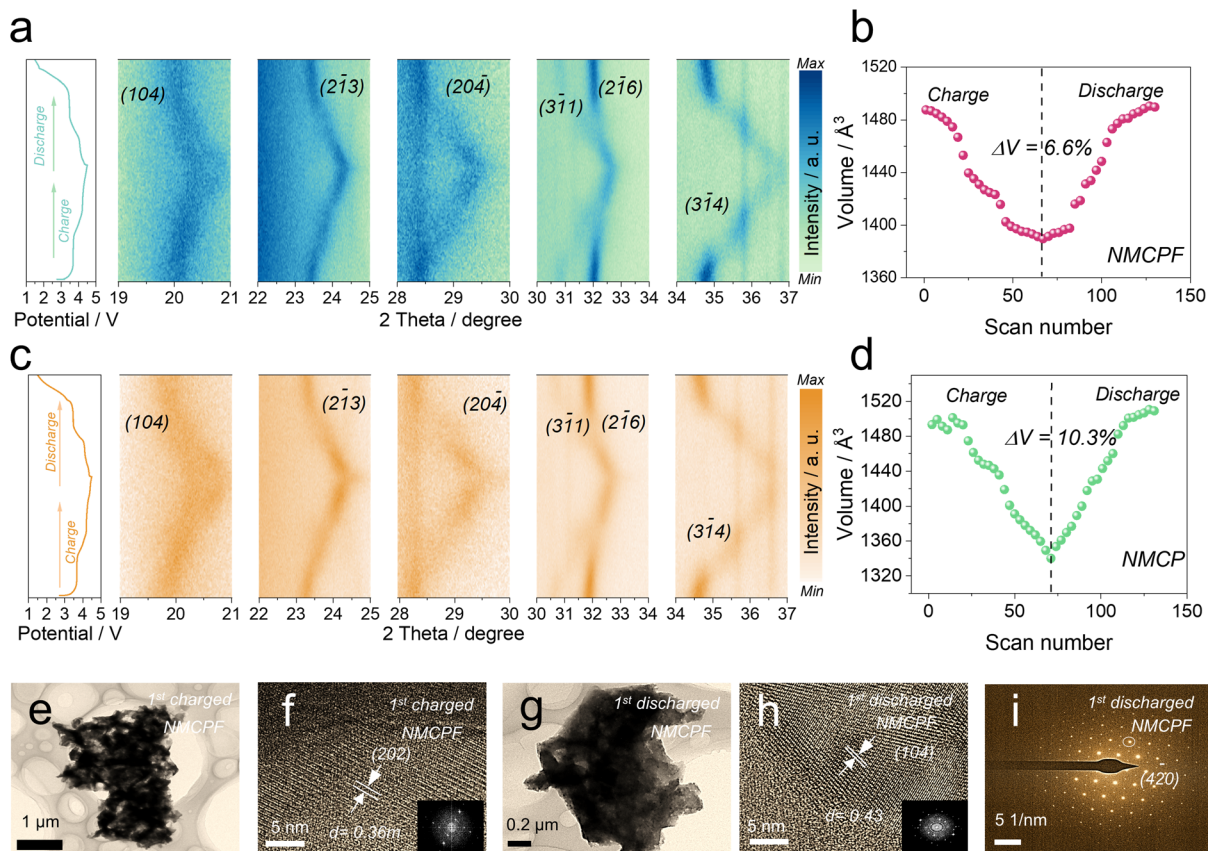 a
Discharge
Charge
1 2 3 4 5
Potential / V
(104)
19 20 21
(2̄13)
22 23 24 25
(204̄)
28 29 30
(31̄1)
(21̄6)
30 31 32 33 34
(31̄4)
34 35 36 37
2 Theta / degree
Max
Intensity / a. u.
Min
b
1520
1480
1440
1400
1360
Volume / Å³
Charge
Discharge
ΔV = 6.6%
NMCPF
0 50 100 150
Scan number
c
Discharge
Charge
1 2 3 4 5
Potential / V
(104)
19 20 21
(21̄3)
22 23 24 25
(204̄)
28 29 30
(31̄1)
(21̄6)
30 31 32 33 34
(31̄4)
34 35 36 37
2 Theta / degree
Max
Intensity / a. u.
Min
d
1520
1480
1440
1400
1360
1320
Volume / Å³
Charge
Discharge
ΔV = 10.3%
NMCP
0 50 100 150
Scan number
e
1st charged
NMCPF
1 μm
f
1st charged
NMCPF
(202)
d= 0.36m
5 nm
g
1st discharged
NMCPF
0.2 μm
h
1st discharged
NMCPF
(104)
d= 0.43
5 nm
i
1st discharged
NMCPF
(42̄0)
5 1/nm